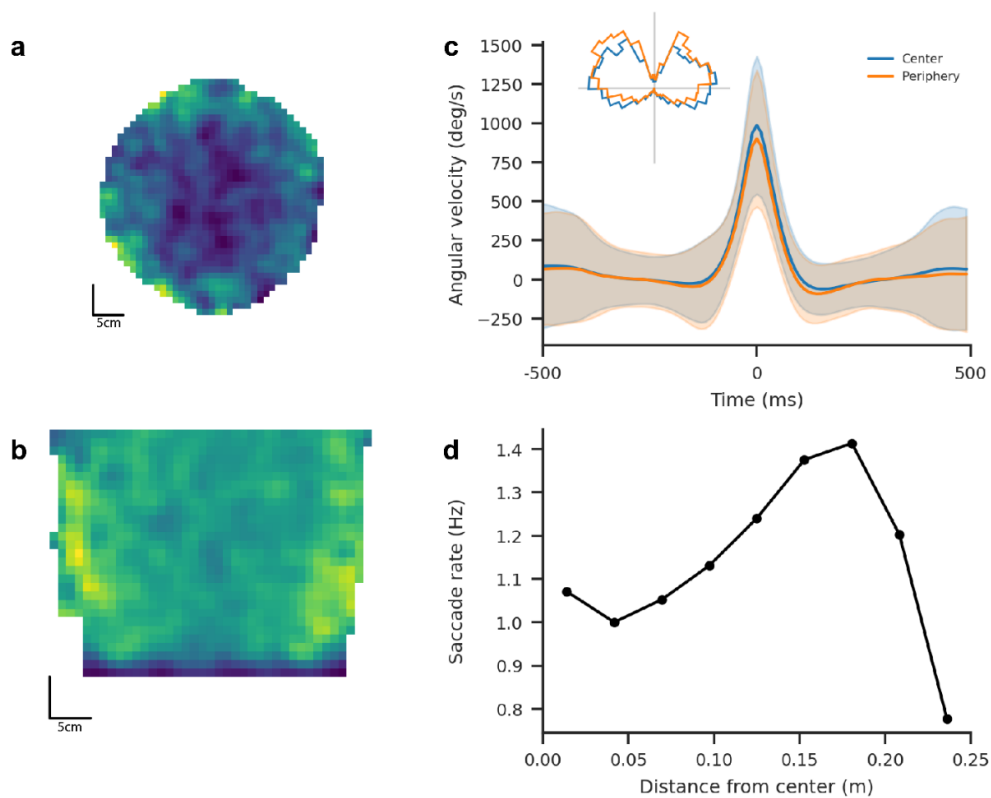 a
5cm
b
5cm
c
Angular velocity (deg/s)
1500
1250
1000
750
500
250
0
−250
Center
Periphery
-500
0
500
Time (ms)
d
Saccade rate (Hz)
1.4
1.3
1.2
1.1
1.0
0.9
0.8
0.00
0.05
0.10
0.15
0.20
0.25
Distance from center (m)